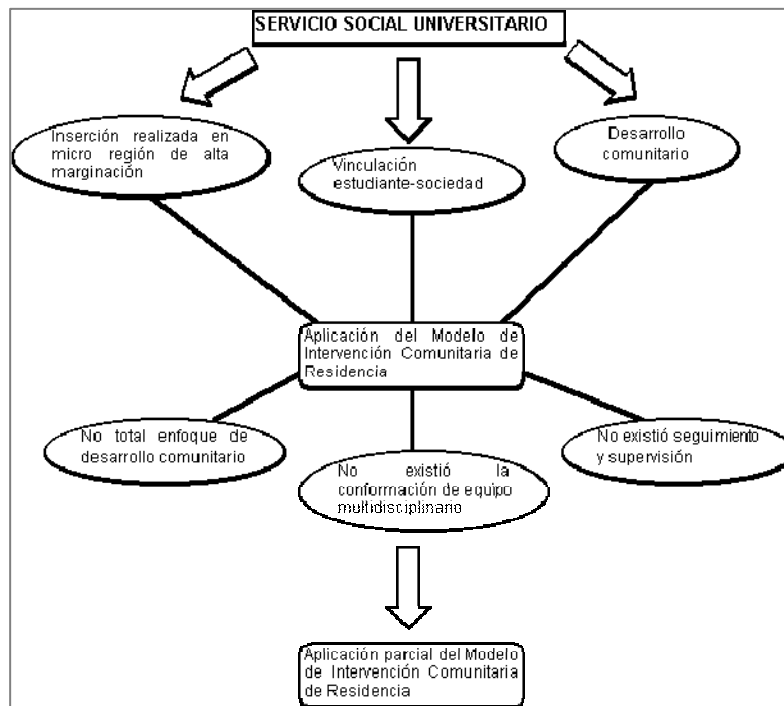 SERVICIO SOCIAL UNIVERSITARIO
Inserción realizada en
micro región de alta
marginación
Vinculación
estudiante-sociedad
Desarrollo
comunitario
Aplicación del Modelo de
Intervención Comunitaria de
Residencia
No total enfoque de
desarrollo comunitario
No existió la
conformación de equipo
multidisciplinario
No existió seguimiento
y supervisión
Aplicación parcial del Modelo
de Intervención Comunitaria
de Residencia